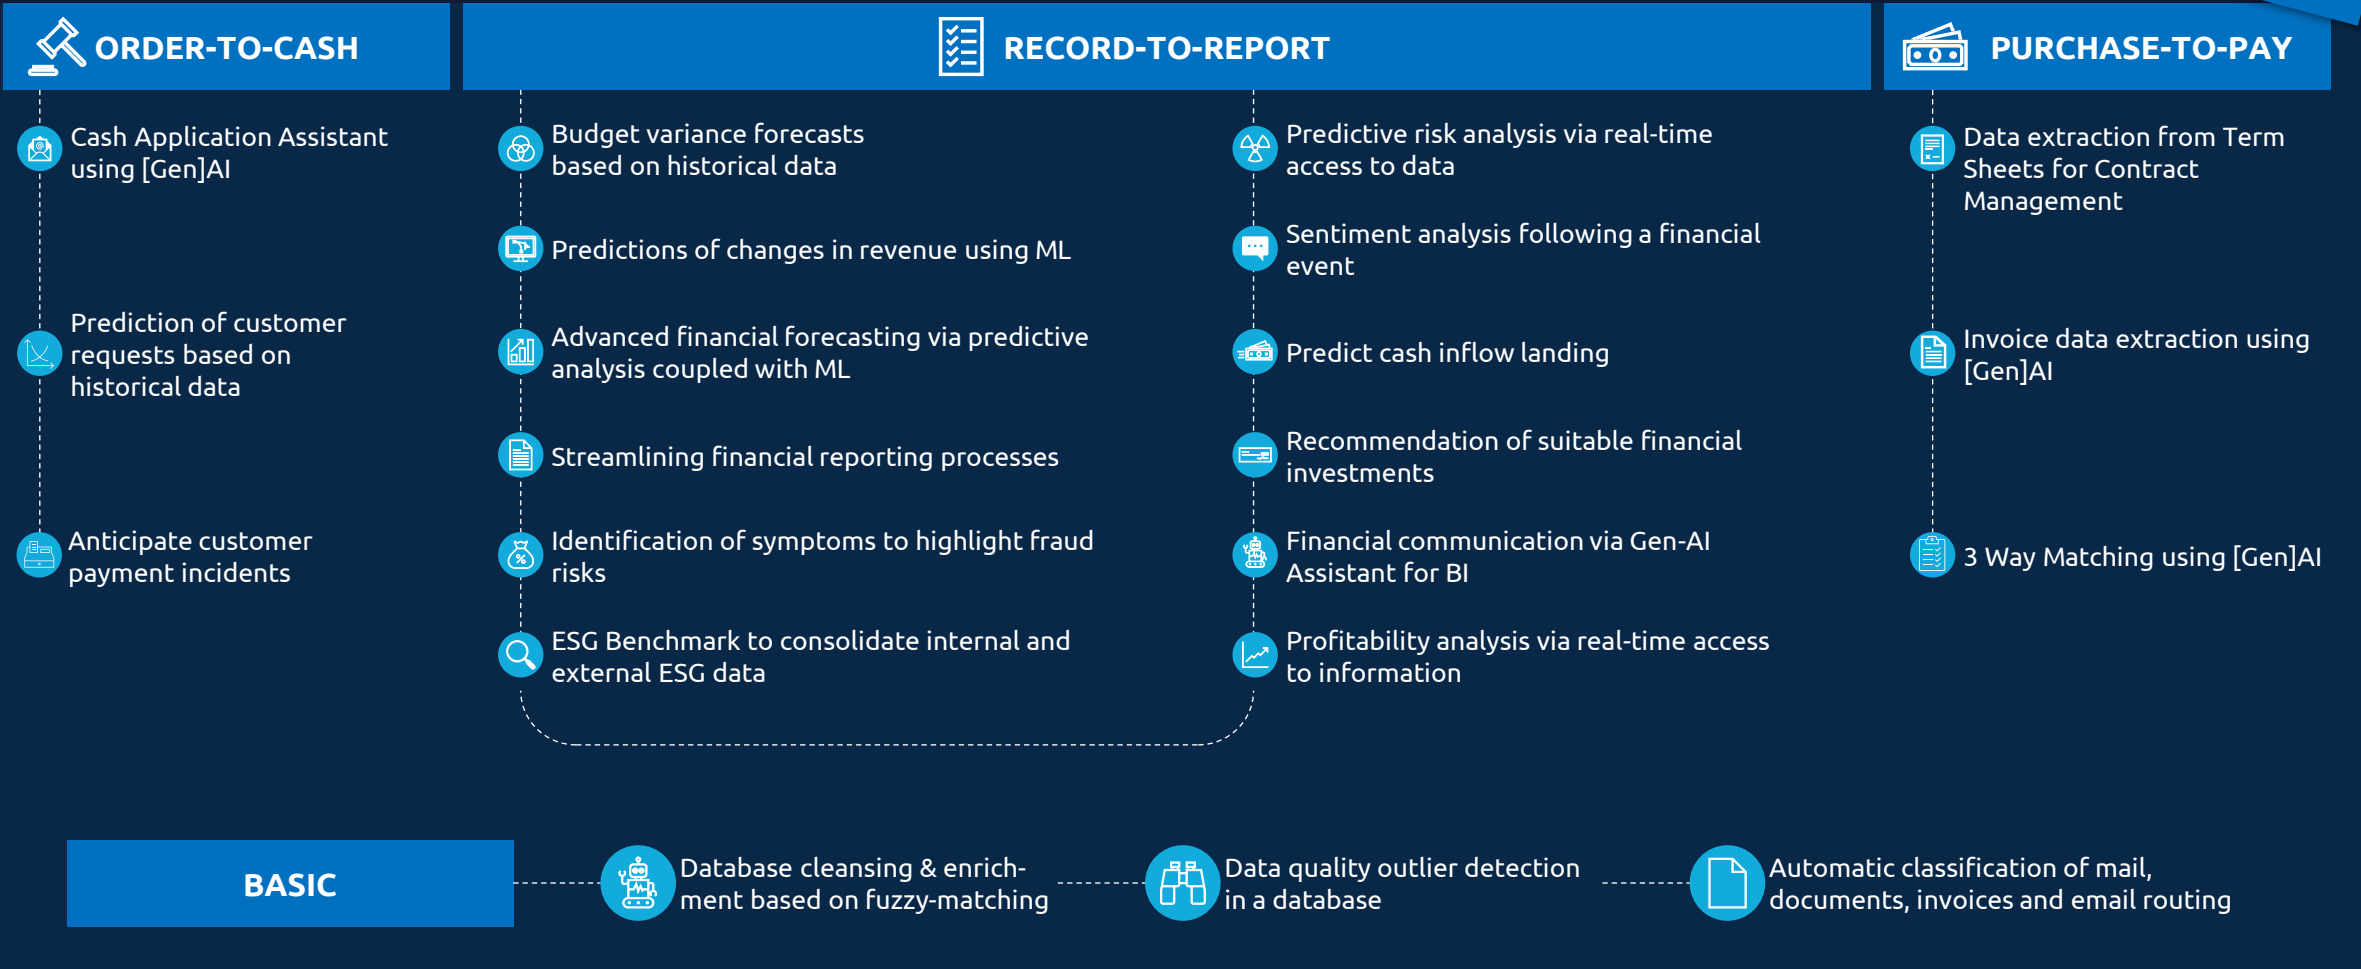 ORDER-TO-CASH
Cash Application Assistant
using [Gen]AI
Prediction of customer
requests based on
historical data
Anticipate customer
payment incidents
RECORD-TO-REPORT
Budget variance forecasts
based on historical data
Predictions of changes in revenue using ML
Advanced financial forecasting via predictive
analysis coupled with ML
Streamlining financial reporting processes
Identification of symptoms to highlight fraud
risks
ESG Benchmark to consolidate internal and
external ESG data
Predictive risk analysis via real-time
access to data
Sentiment analysis following a financial
event
Predict cash inflow landing
Recommendation of suitable financial
investments
Financial communication via Gen-AI
Assistant for BI
Profitability analysis via real-time access
to information
PURCHASE-TO-PAY
Data extraction from Term
Sheets for Contract
Management
Invoice data extraction using
[Gen]AI
3 Way Matching using [Gen]AI
BASIC
Database cleansing & enrich-
ment based on fuzzy-matching
Data quality outlier detection
in a database
Automatic classification of mail,
documents, invoices and email routing